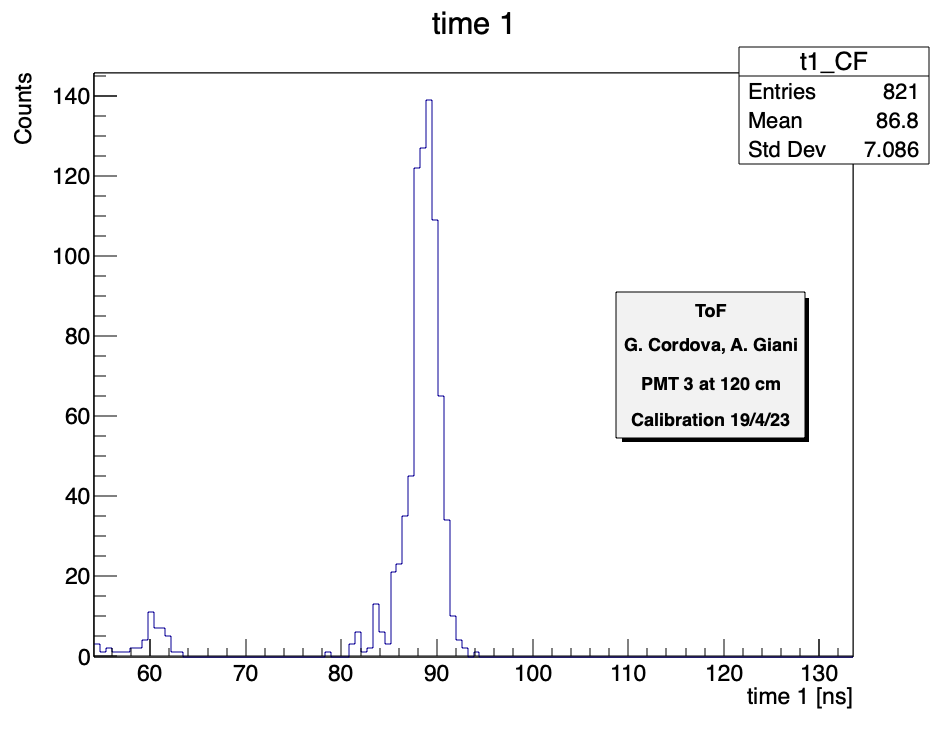 time 1
t1_CF
Entries 821
Mean 86.8
Std Dev 7.086
Counts
140
120
100
80
60
40
20
0
ToF
G. Cordova, A. Giani
PMT 3 at 120 cm
Calibration 19/4/23
60 70 80 90 100 110 120 130
time 1 [ns]